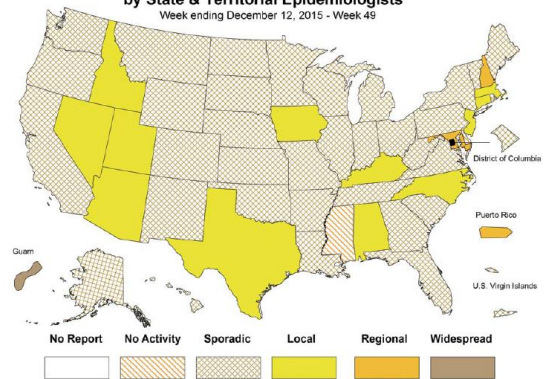 by State & Territorial Epidemiologists
Week ending December 12, 2015 - Week 49
District of Columbia
Puerto Rico
Guam
U.S. Virgin Islands
No Report No Activity Sporadic Local Regional Widespread